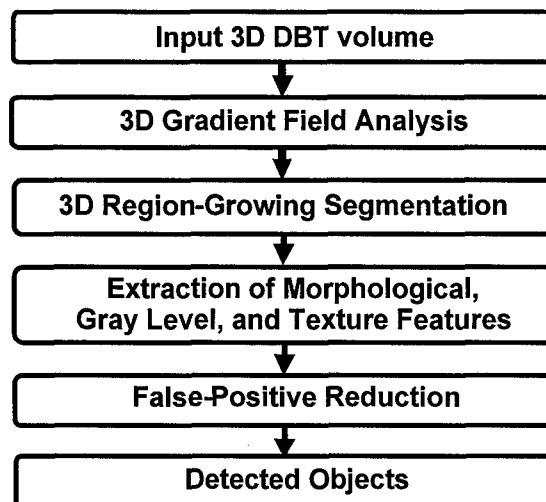 Input 3D DBT volume
3D Gradient Field Analysis
3D Region-Growing Segmentation
Extraction of Morphological,
Gray Level, and Texture Features
False-Positive Reduction
Detected Objects